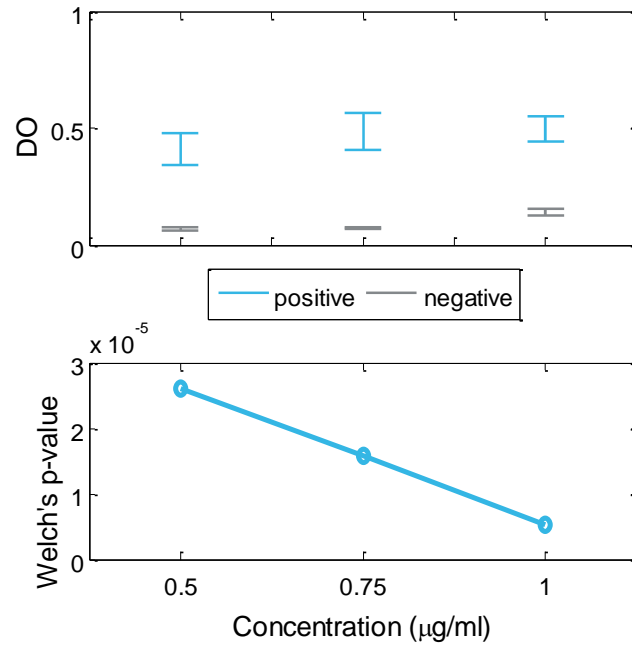 1
0.5
0
DO
positive negative
x 10-5
3
2
1
0
Welch's p-value
0.5 0.75 1
Concentration (μg/ml)